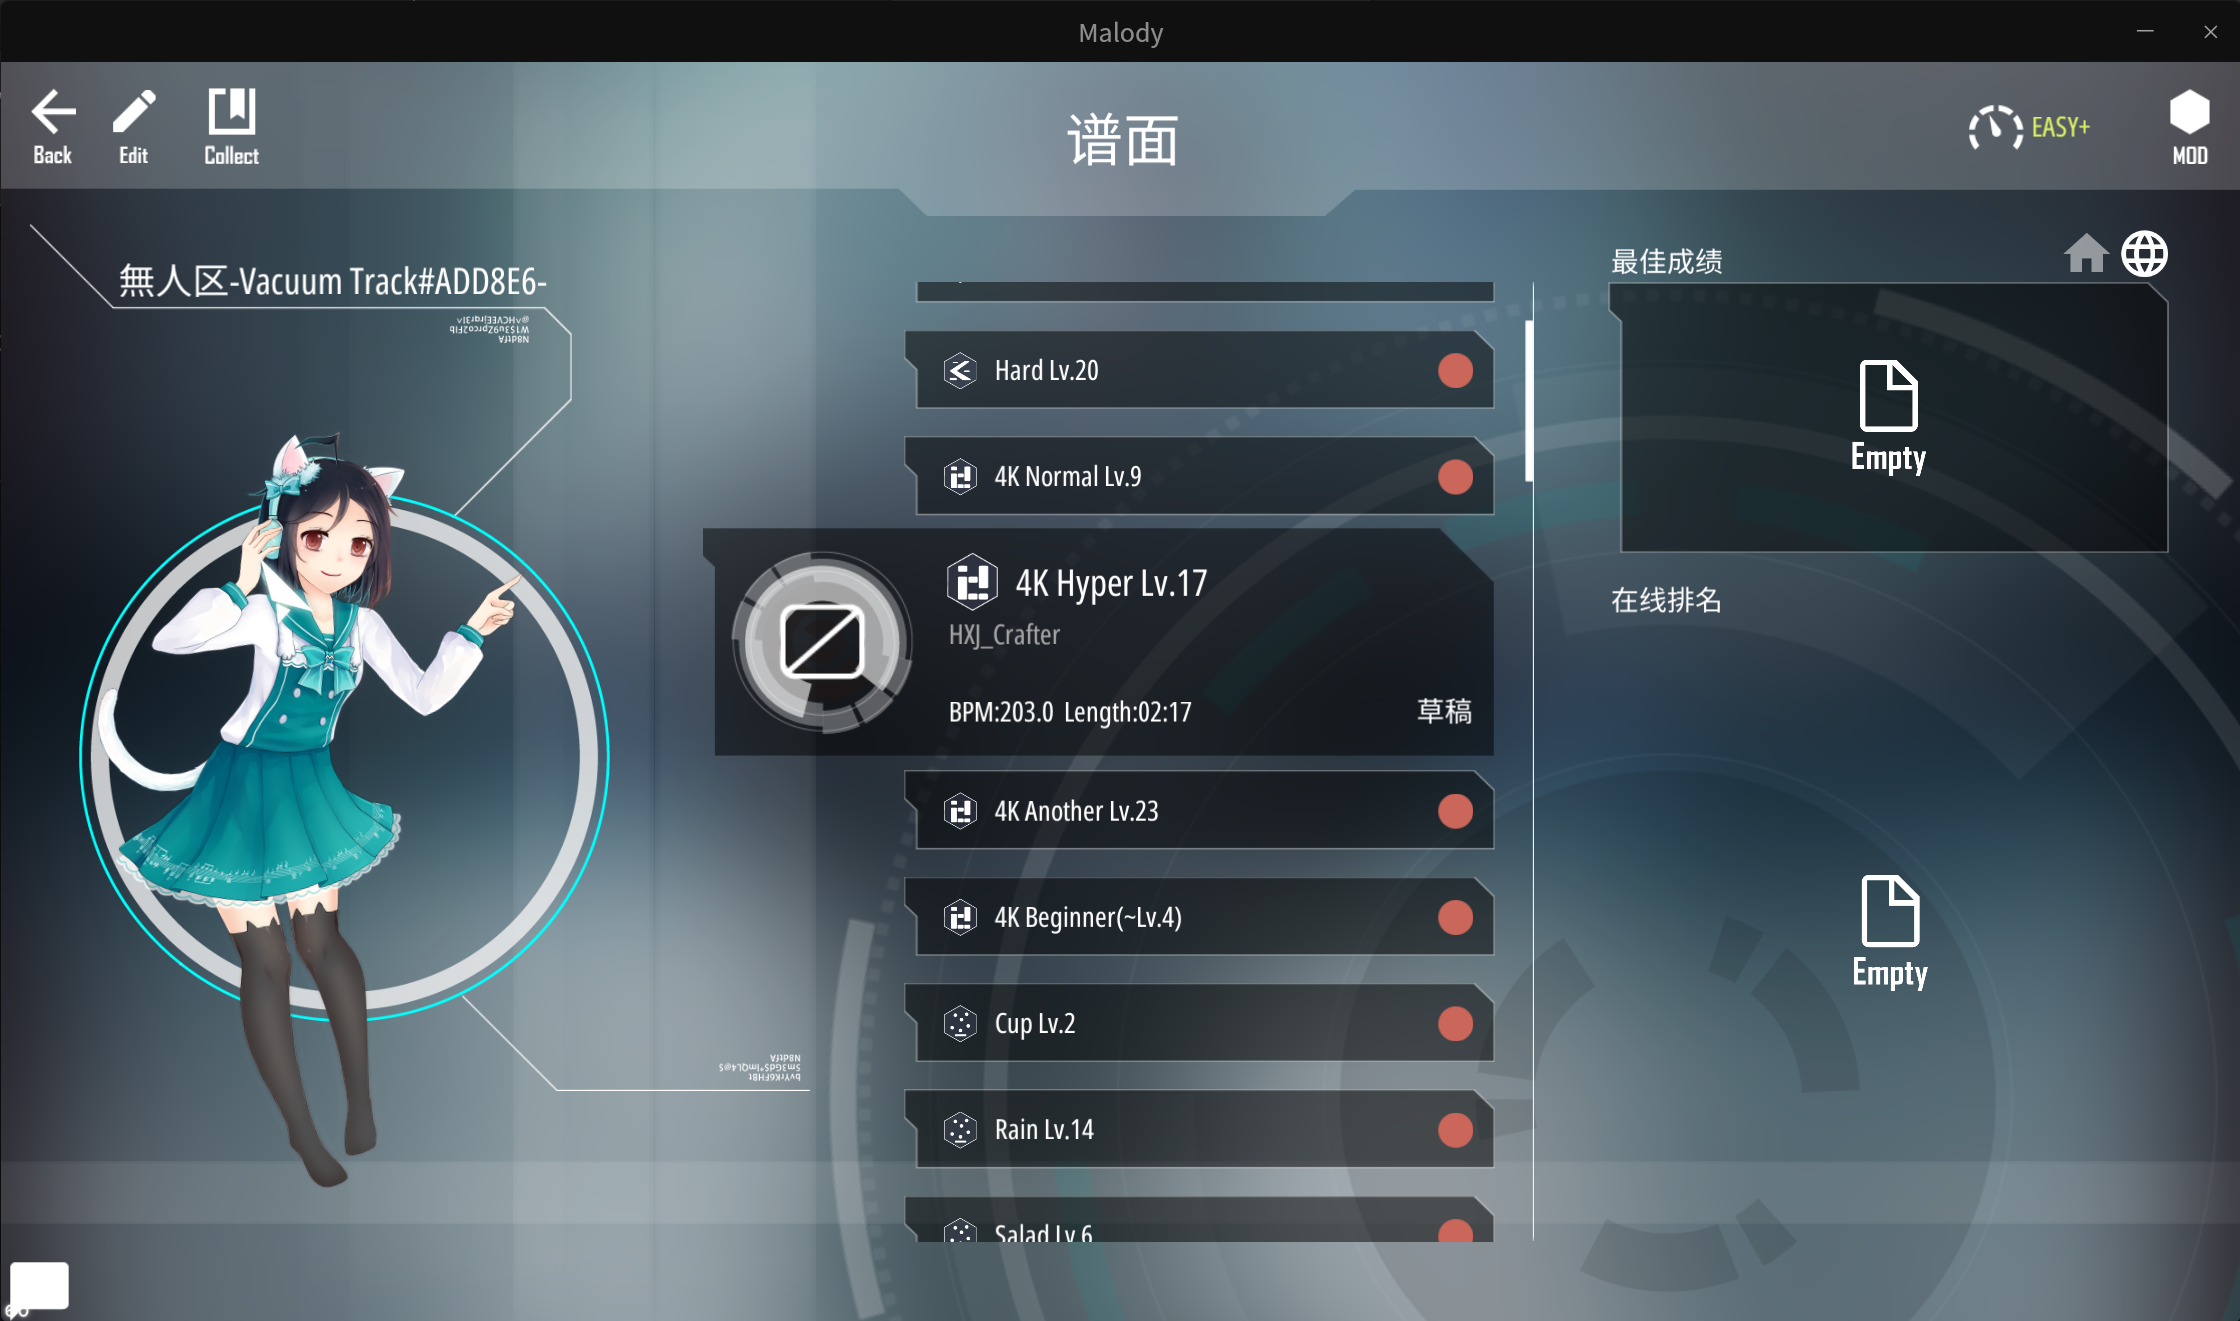 Malody
Back
Edit
Collect
谱面
EASY+
MOD
無人区-Vacuum Track#ADD8E6-
Hard Lv.20
4K Normal Lv.9
4K Hyper Lv.17
HXJ_Crafter
BPM:203.0 Length:02:17
草稿
4K Another Lv.23
4K Beginner(~Lv.4)
Cup Lv.2
Rain Lv.14
Salad Lv.6
最佳成绩
Empty
在线排名
Empty